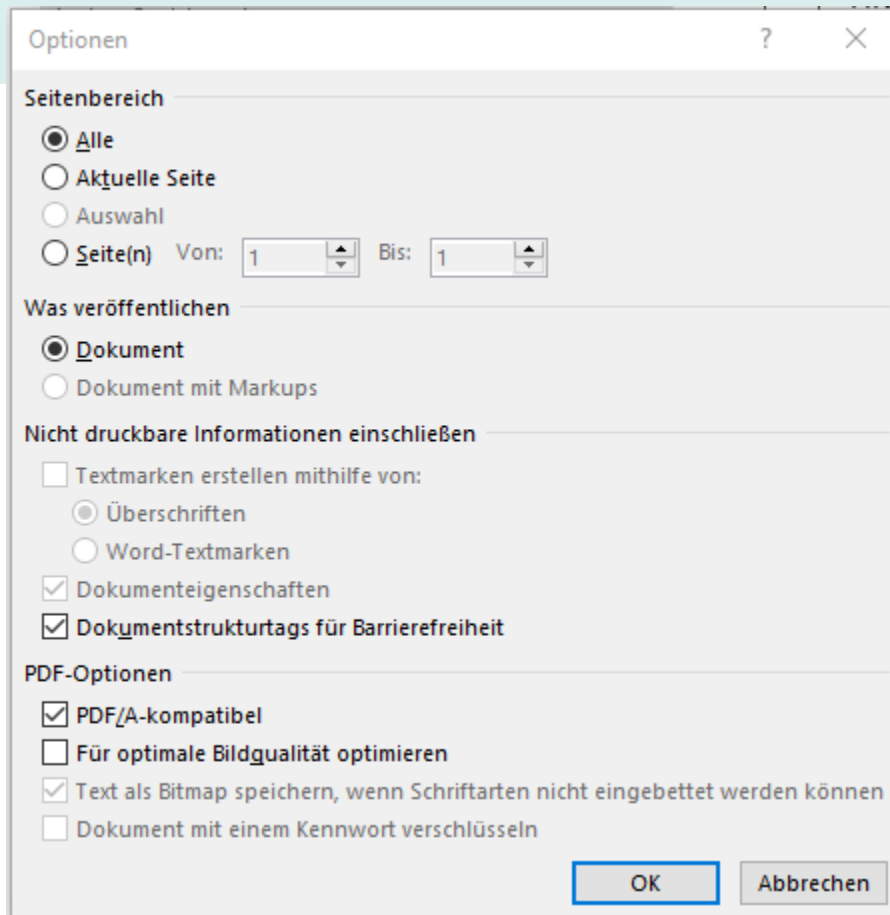 Optionen ?
Seitenbereich
Alle
Aktuelle Seite
Auswahl
Seite(n) Von: 1 Bis: 1
Was veröffentlichen
Dokument
Dokument mit Markups
Nicht druckbare Informationen einschließen
Textmarken erstellen mithilfe von:
Überschriften
Word-Textmarken
Dokumenteigenschaften
Dokumentstrukturtags für Barrierefreiheit
PDF-Optionen
PDF/A-kompatibel
Für optimale Bildqualität optimieren
Text als Bitmap speichern, wenn Schriftarten nicht eingebettet werden können
Dokument mit einem Kennwort verschlüsseln
OK Abbrechen